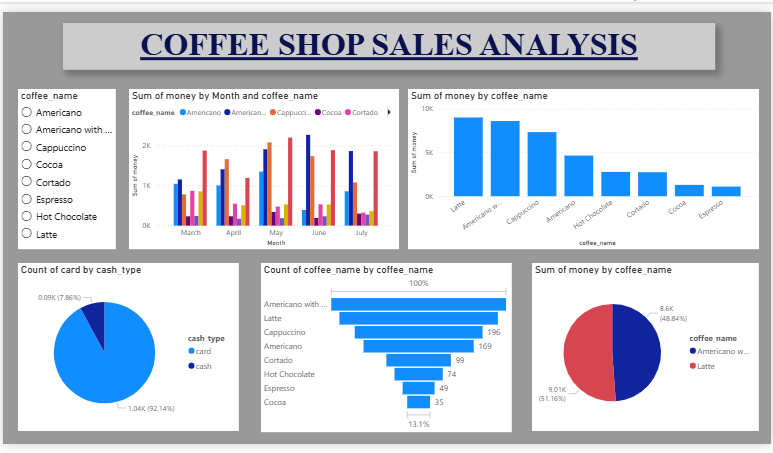 COFFEE SHOP SALES ANALYSIS
coffee_name
Americano
Americano with ...
Cappuccino
Cocoa
Cortado
Espresso
Hot Chocolate
Latte
Sum of money by Month and coffee_name
coffee_name Americano American... Cappucci... Cocoa Cortado
Sum of money
2K
1K
0K
March April May June July
Month
Sum of money by coffee_name
Sum of money
10K
5K
0K
Latte Americano w... Cappuccino Americano Hot Chocolate Cortado Cocoa Espresso
coffee_name
Count of card by cash_type
0.09K (7.86%)
1.04K (92.14%)
cash_type
card
cash
Count of coffee_name by coffee_name
100%
Americano with ...
Latte
Cappuccino 196
Americano 169
Cortado 99
Hot Chocolate 74
Espresso 49
Cocoa 35
13.1%
Sum of money by coffee_name
8.6K
(48.84%)
9.01K
(51.16%)
coffee_name
Americano w...
Latte